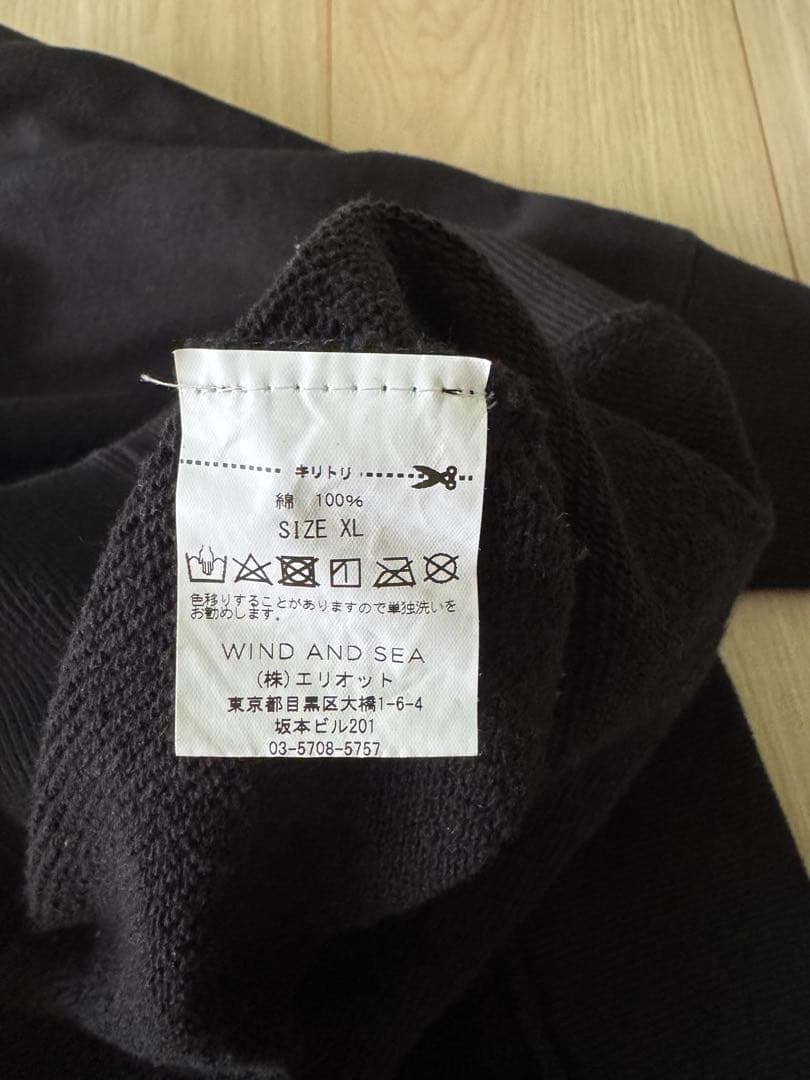 キリトリ
綿 100%
SIZE XL
色移りすることがありますので単独洗いを
お勧めします。
WIND AND SEA
(株)エリオット
東京都目黒区大橋1-6-4
坂本ビル201
03-5708-5757